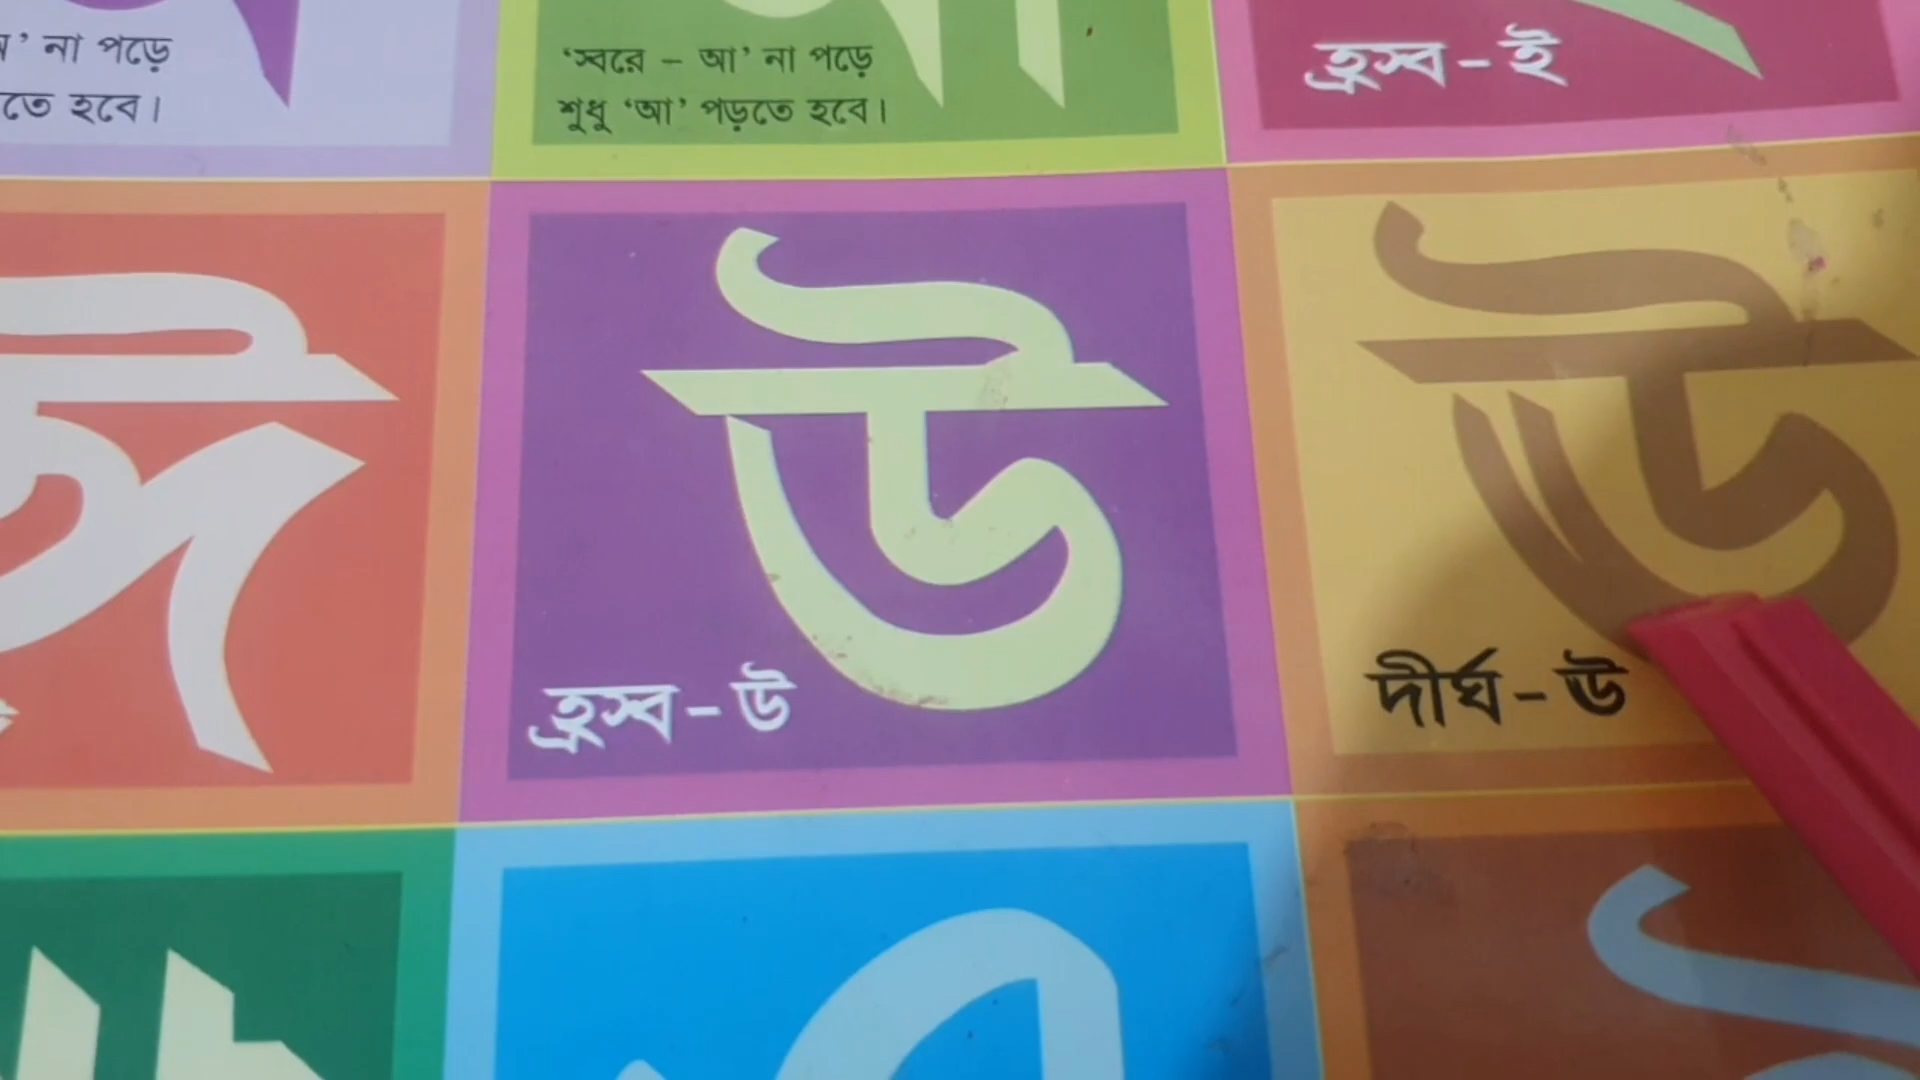 না পড়ে
হবে।
‘স্বরে – আ’ না পড়ে
শুধু ‘আ’ পড়তে হবে।
হ্রস্ব – ই
উ
হ্রস্ব – উ
ঊ
দীর্ঘ – ঊ